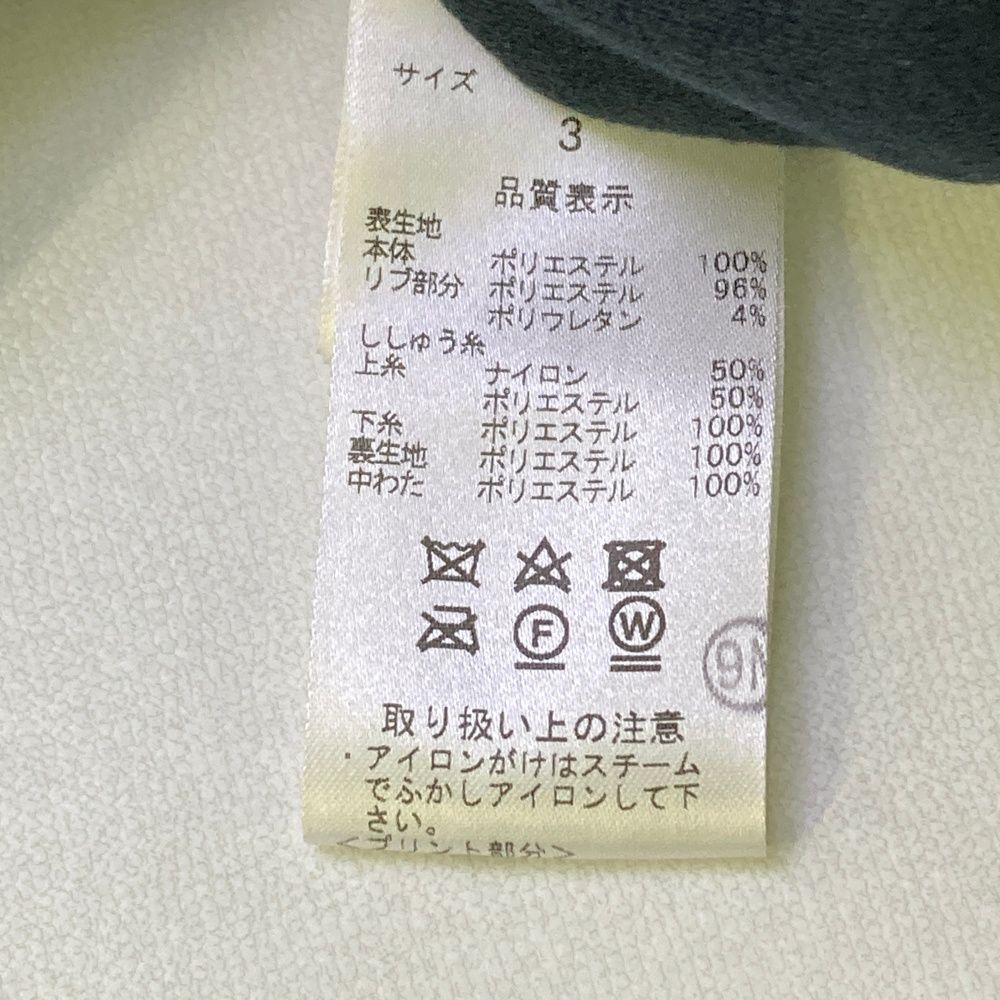 サイズ
3
品質表示
表生地
本体 ポリエステル 100%
リブ部分 ポリエステル 96%
ポリウレタン 4%
ししゅう糸
上糸 ナイロン 50%
ポリエステル 50%
下糸 ポリエステル 100%
裏生地 ポリエステル 100%
中わた ポリエステル 100%
F
W
取り扱い上の注意
・アイロンがけはスチーム
でふかしアイロンして下
さい。
<プリント部分>